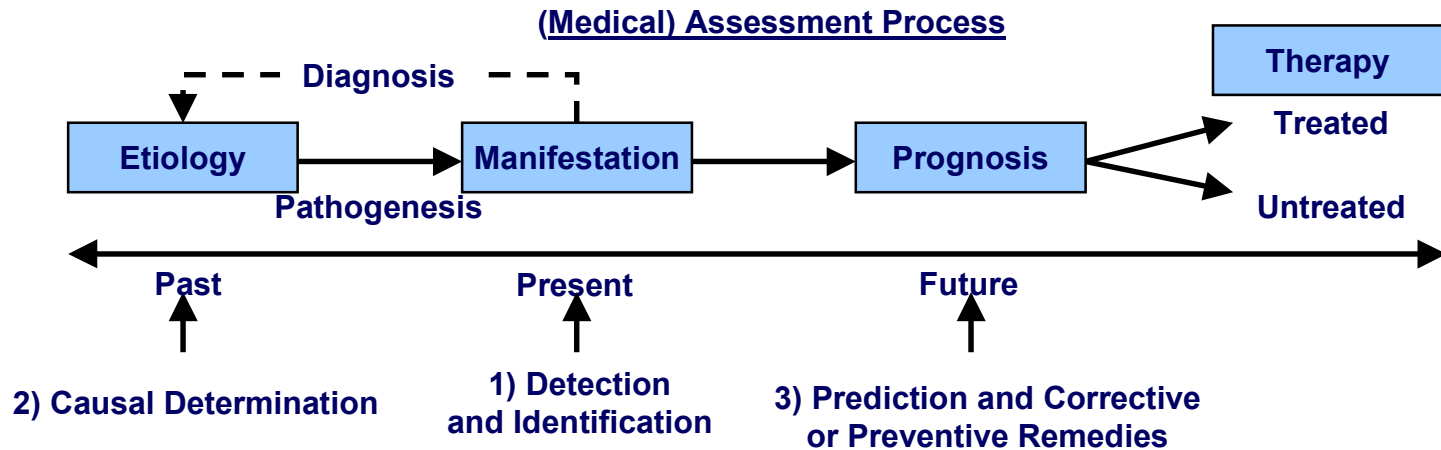 (Medical) Assessment Process
Therapy
Diagnosis
Treated
Etiology
Manifestation
Prognosis
Pathogenesis
Untreated
Past
Present
Future
2) Causal Determination
1) Detection
and Identification
3) Prediction and Corrective
or Preventive Remedies